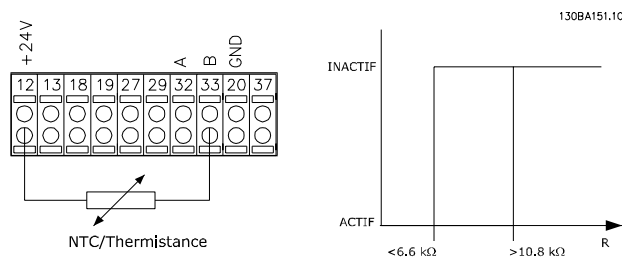 130BA151.10
+24V
A
B
GND
12 13 18 19 27 29 32 33 20 37
NTC/Thermistance
INACTIF
ACTIF
R
<6.6 kΩ
>10.8 kΩ